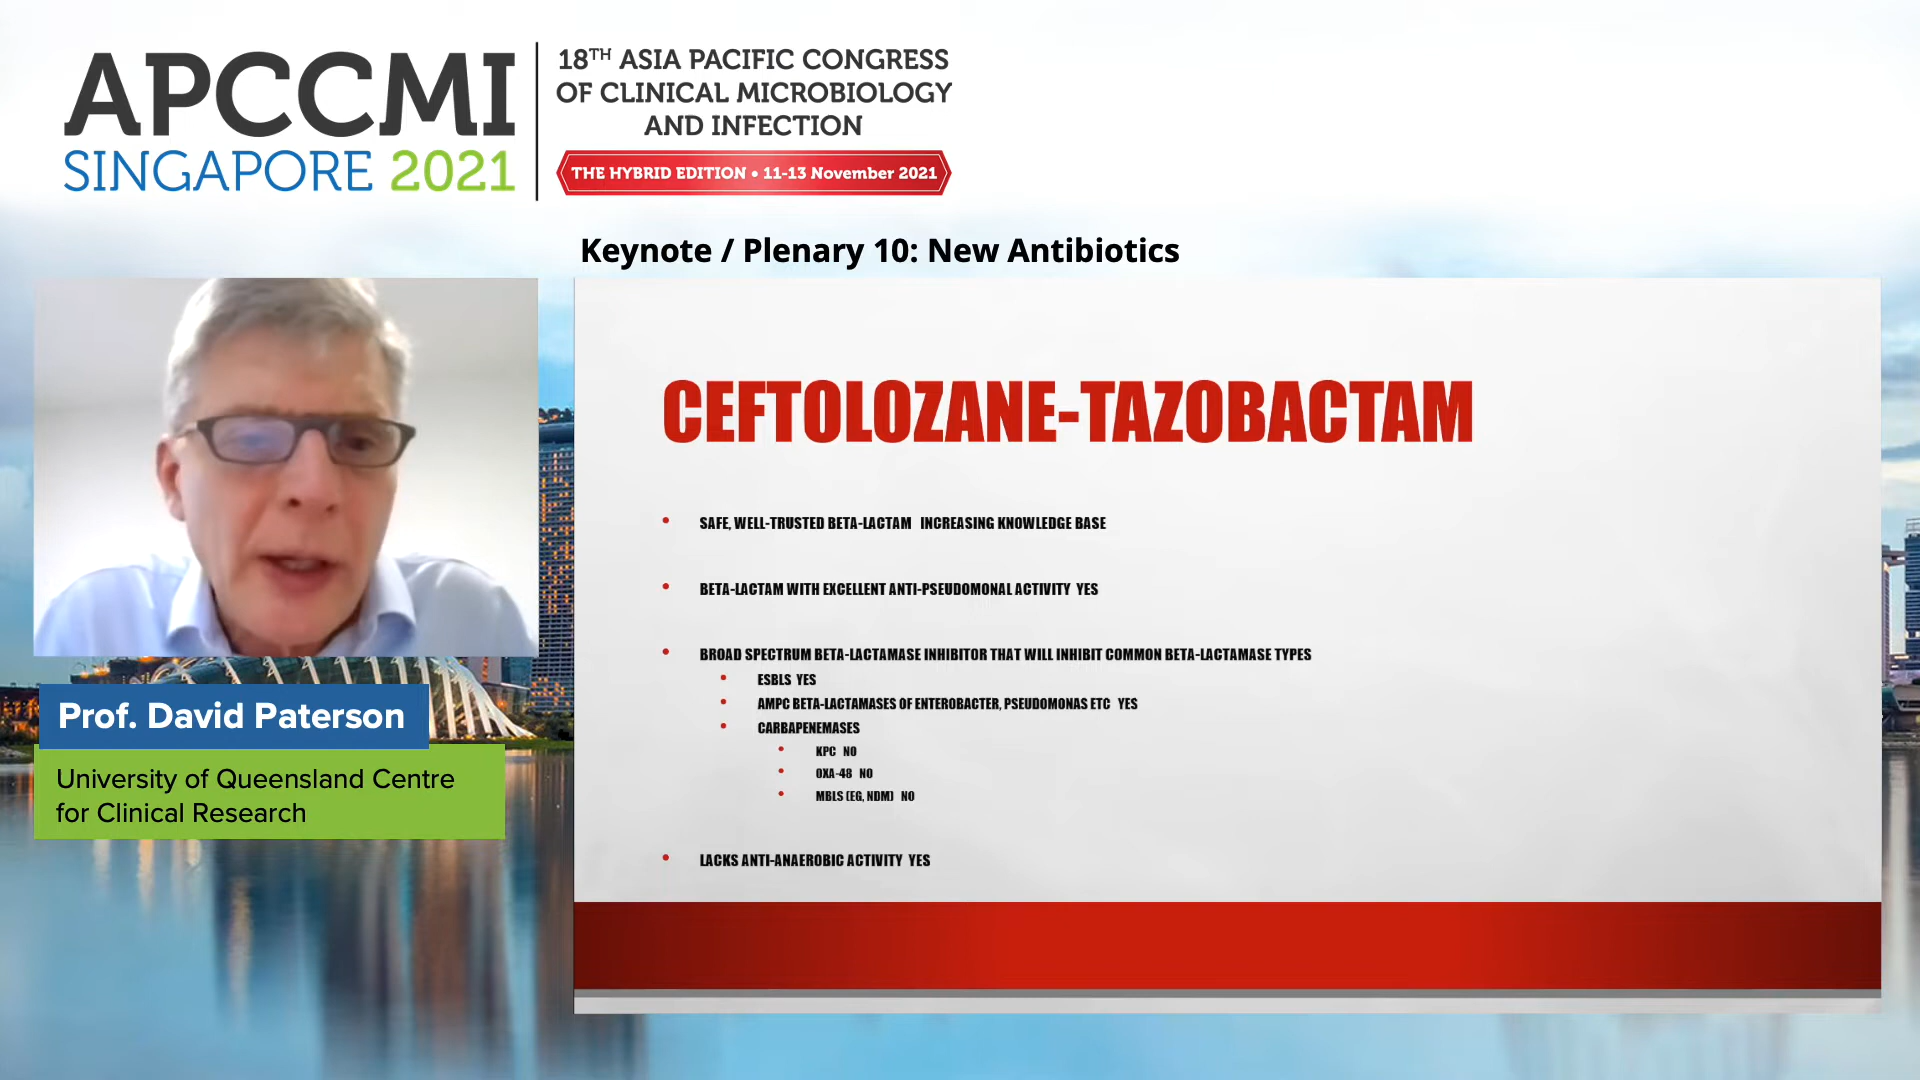 APCCMI
SINGAPORE 2021
18TH ASIA PACIFIC CONGRESS
OF CLINICAL MICROBIOLOGY
AND INFECTION
THE HYBRID EDITION • 11-13 November 2021
Keynote / Plenary 10: New Antibiotics
Prof. David Paterson
University of Queensland Centre
for Clinical Research
CEFTOLOZANE-TAZOBACTAM
• SAFE, WELL-TRUSTED BETA-LACTAM INCREASING KNOWLEDGE BASE
• BETA-LACTAM WITH EXCELLENT ANTI-PSEUDOMONAL ACTIVITY YES
• BROAD SPECTRUM BETA-LACTAMASE INHIBITOR THAT WILL INHIBIT COMMON BETA-LACTAMASE TYPES
• ESBLS YES
• AMPC BETA-LACTAMASES OF ENTEROBACTER, PSEUDOMONAS ETC YES
• CARBAPENEMASES
• KPC NO
• OXA-48 NO
• MBLS (EG, NDM) NO
• LACKS ANTI-ANAEROBIC ACTIVITY YES